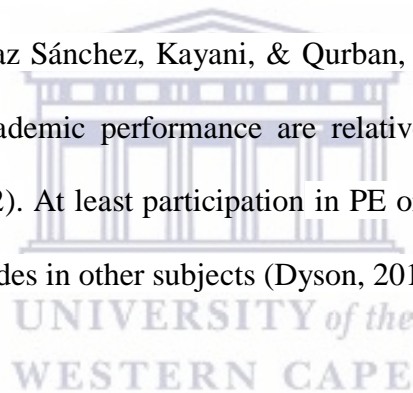 az Sánchez, Kayani, & Qurban,
ademic performance are relativ
2). At least participation in PE o
des in other subjects (Dyson, 201
UNIVERSITY of the
WESTERN CAPE